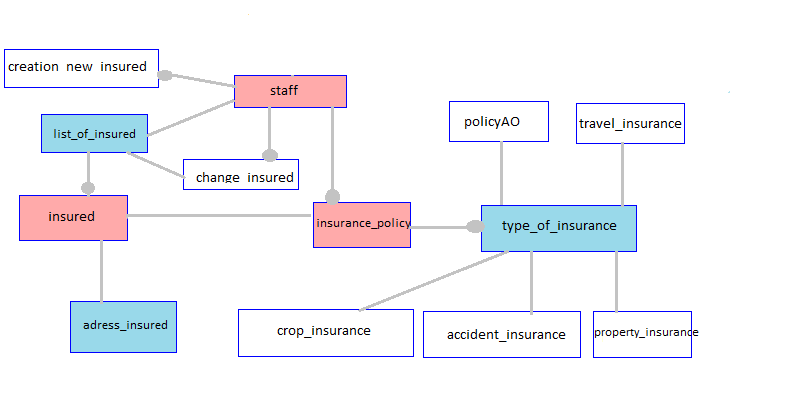 creation new insured
staff
list_of_insured
policyAO
travel_insurance
change insured
insured
insurance_policy
type_of_insurance
adress_insured
crop_insurance
accident_insurance
property_insurance